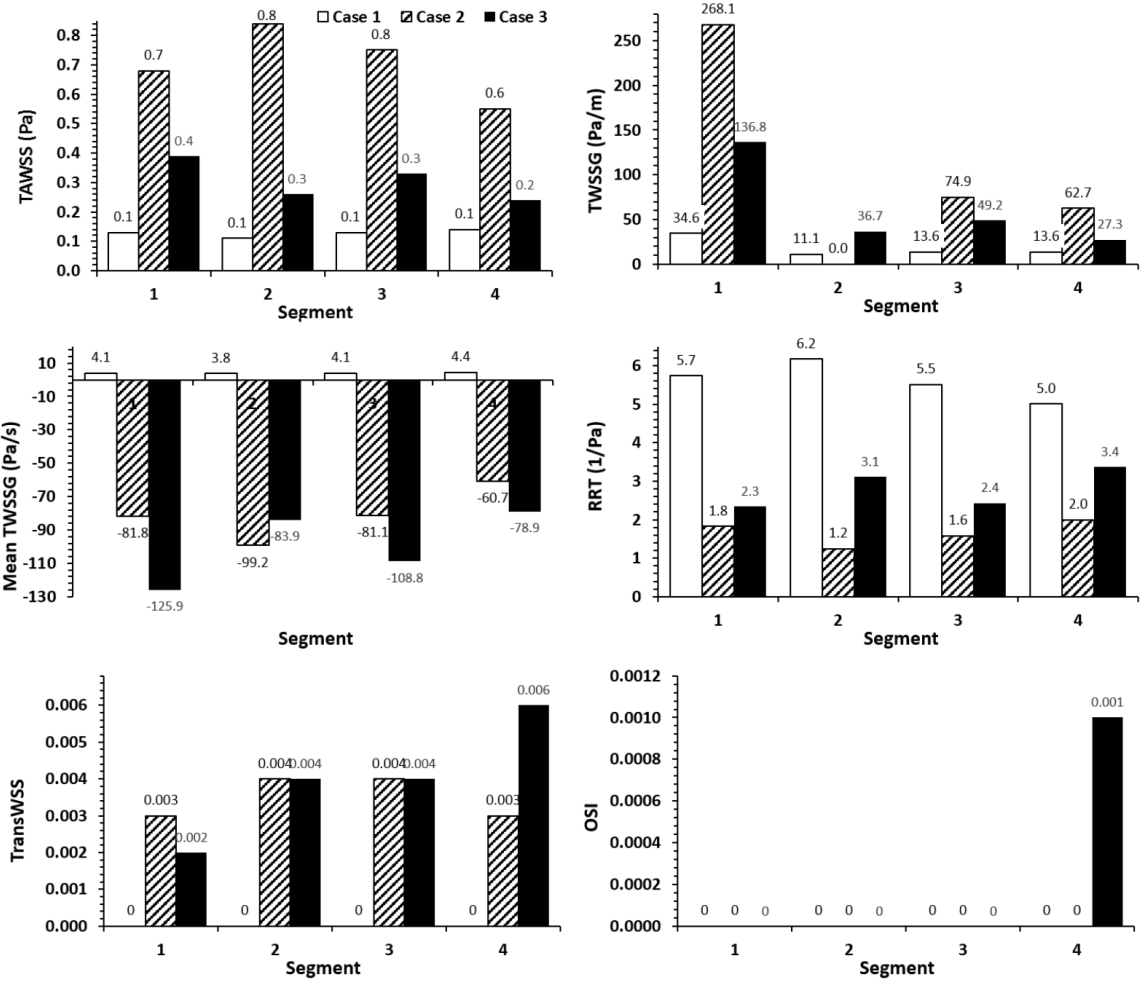 Case 1 Case 2 Case 3
TAWSS (Pa)
0.8
0.7
0.6
0.5
0.4
0.3
0.2
0.1
0.0
0.1 0.7 0.4
0.1 0.8 0.3
0.1 0.8 0.3
0.1 0.6 0.2
1 2 3 4
Segment
TWSSG (Pa/m)
250
200
150
100
50
0
34.6 268.1 136.8
11.1 0.0 36.7
13.6 74.9 49.2
13.6 62.7 27.3
1 2 3 4
Segment
Mean TWSSG (Pa/s)
10
-10
-30
-50
-70
-90
-110
-130
4.1 -81.8 -125.9
3.8 -99.2 -83.9
4.1 -81.1 -108.8
4.4 -60.7 -78.9
1 2 3 4
Segment
RRT (1/Pa)
6
5
4
3
2
1
0
5.7 1.8 2.3
6.2 1.2 3.1
5.5 1.6 2.4
5.0 2.0 3.4
1 2 3 4
Segment
TransWSS
0.006
0.005
0.004
0.003
0.002
0.001
0.000
0 0.003 0.002
0 0.004 0.004
0 0.004 0.004
0 0.003 0.006
1 2 3 4
Segment
OSI
0.0012
0.0010
0.0008
0.0006
0.0004
0.0002
0.0000
0 0 0
0 0 0
0 0 0
0 0 0.001
1 2 3 4
Segment